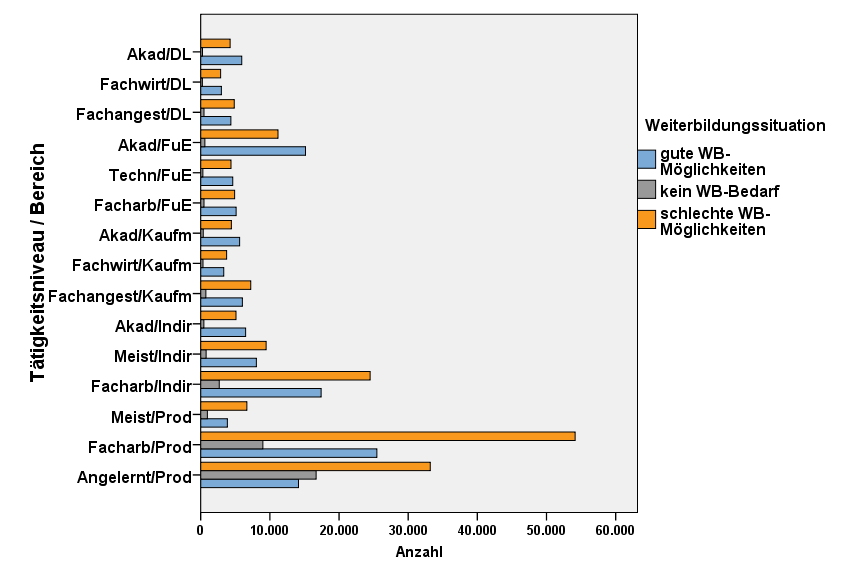 Tätigkeitsniveau / Bereich
Akad/DL
Fachwirt/DL
Fachangest/DL
Akad/FuE
Techn/FuE
Facharb/FuE
Akad/Kaufm
Fachwirt/Kaufm
Fachangest/Kaufm
Akad/Indir
Meist/Indir
Facharb/Indir
Meist/Prod
Facharb/Prod
Angelernt/Prod
0 10.000 20.000 30.000 40.000 50.000 60.000
Anzahl
Weiterbildungssituation
gute WB-
Möglichkeiten
kein WB-Bedarf
schlechte WB-
Möglichkeiten